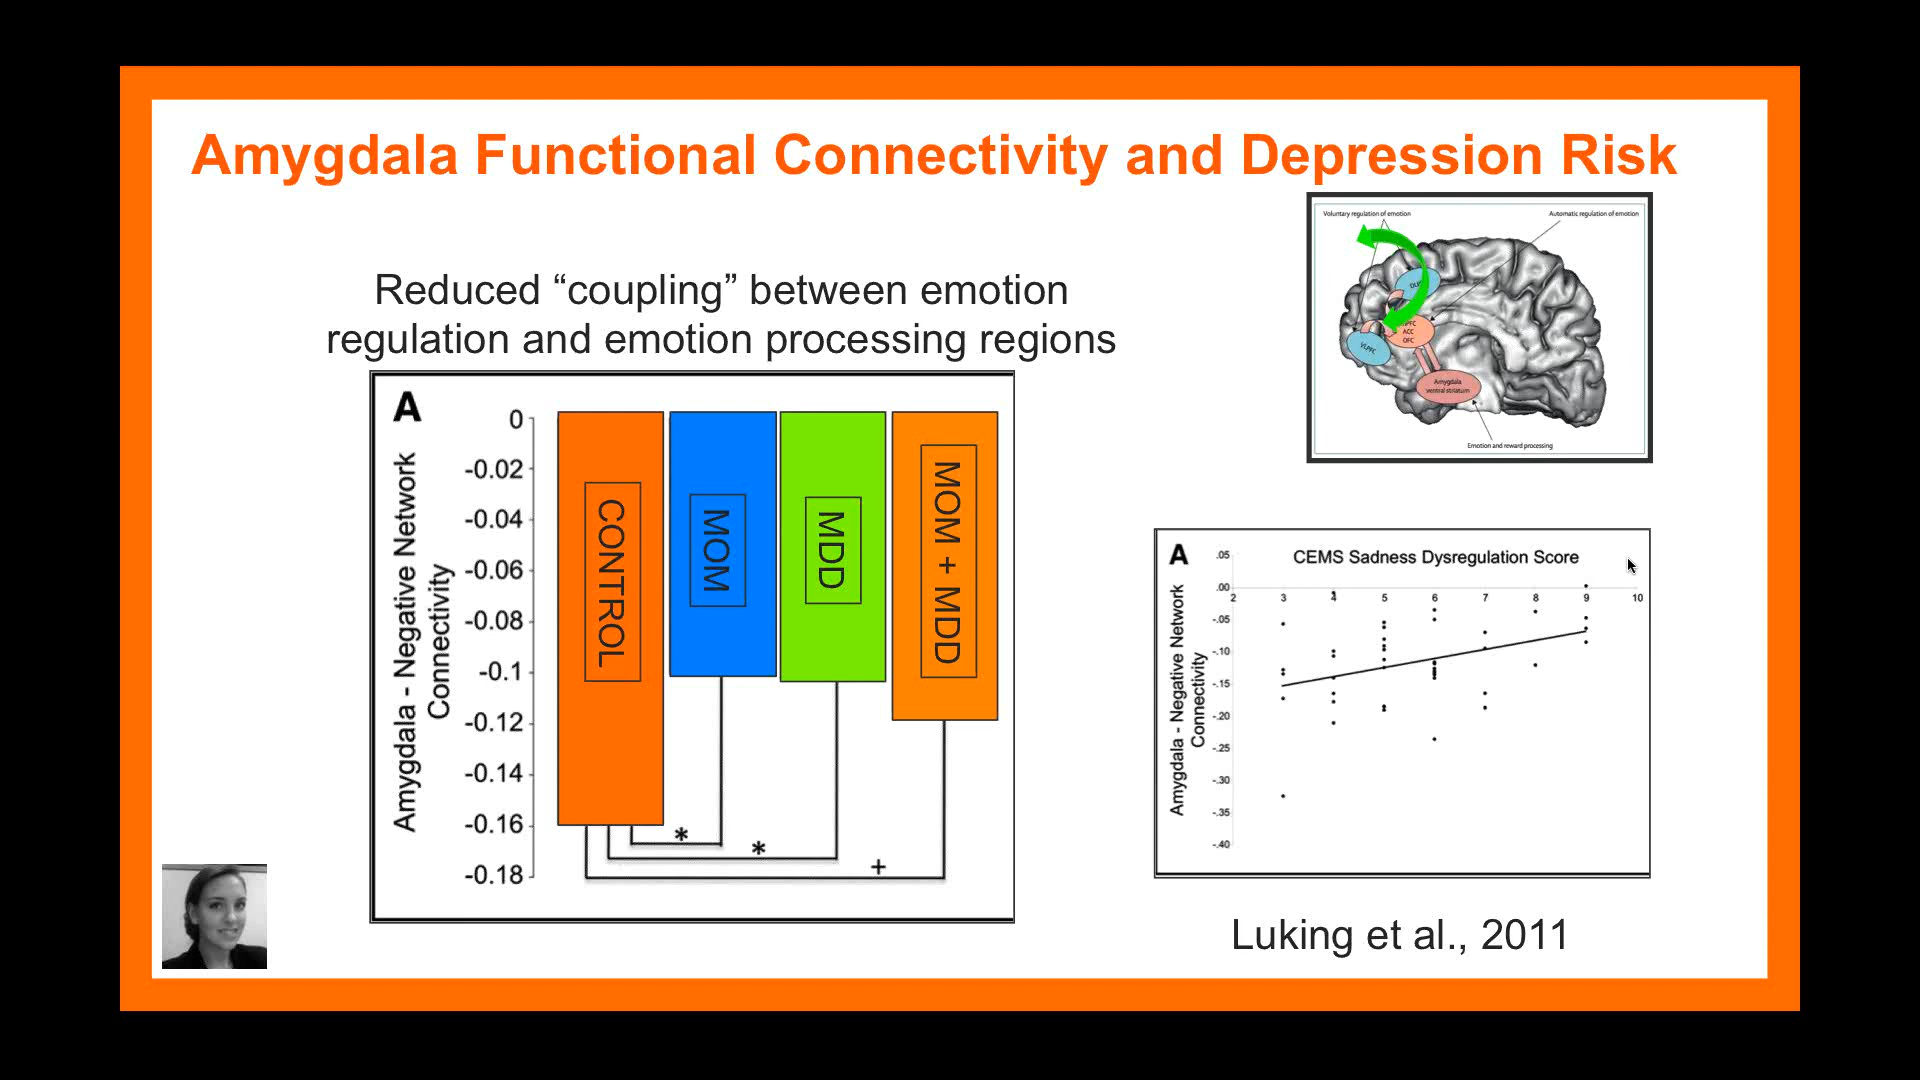 Amygdala Functional Connectivity and Depression Risk
Reduced “coupling” between emotion
regulation and emotion processing regions
Voluntary regulation of emotion
Automatic regulation of emotion
ACC
OFC
VLPFC
Amygdala
ventral striatum
Emotion and reward processing
A
Amygdala - Negative Network
Connectivity
0
-0.02
-0.04
-0.06
-0.08
-0.1
-0.12
-0.14
-0.16
-0.18
CONTROL
MOM
MDD
MOM + MDD
*
*
+
A
CEMS Sadness Dysregulation Score
Amygdala - Negative Network
Connectivity
.05
.00
-.05
-.10
-.15
-.20
-.25
-.30
-.35
-.40
2 3 4 5 6 7 8 9 10
Luking et al., 2011